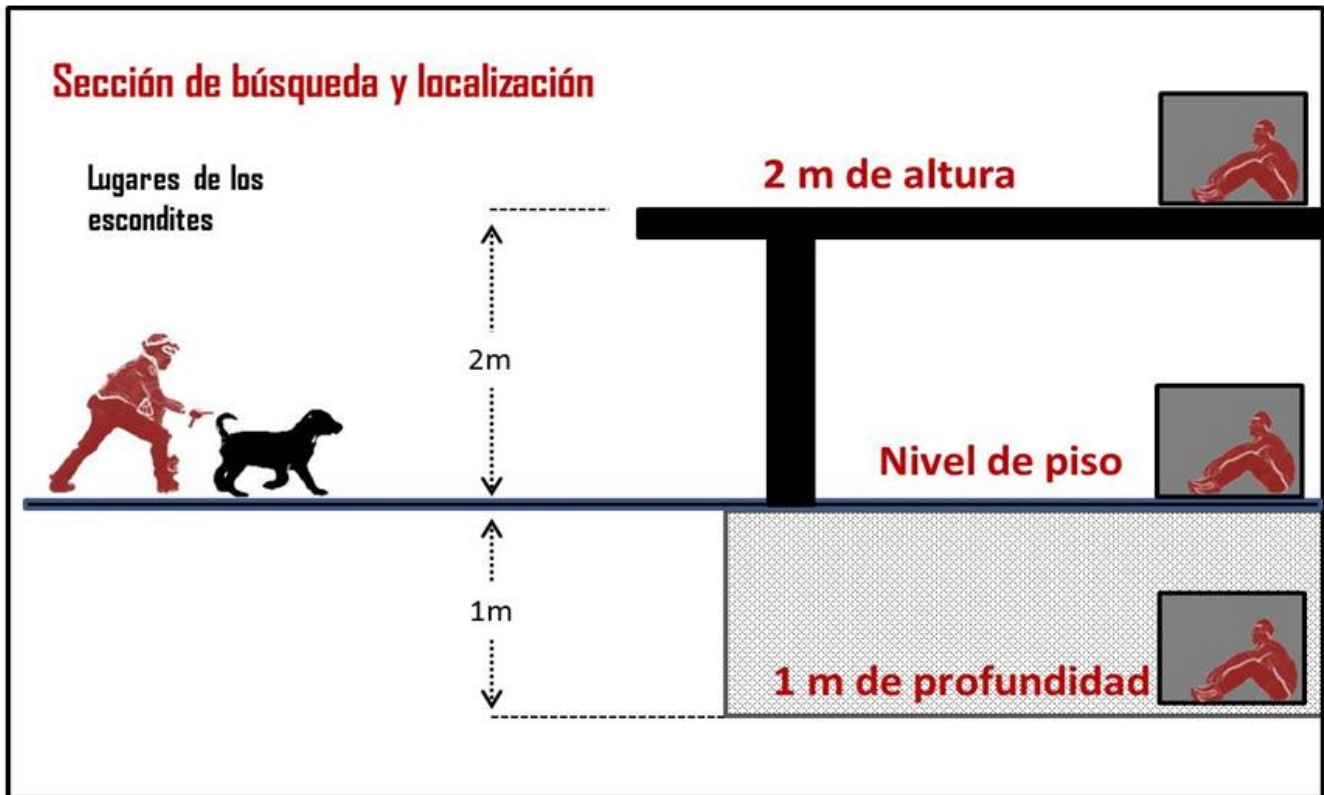 Sección de búsqueda y localización
Lugares de los
escondites
2 m de altura
2m
Nivel de piso
1m
1 m de profundidad